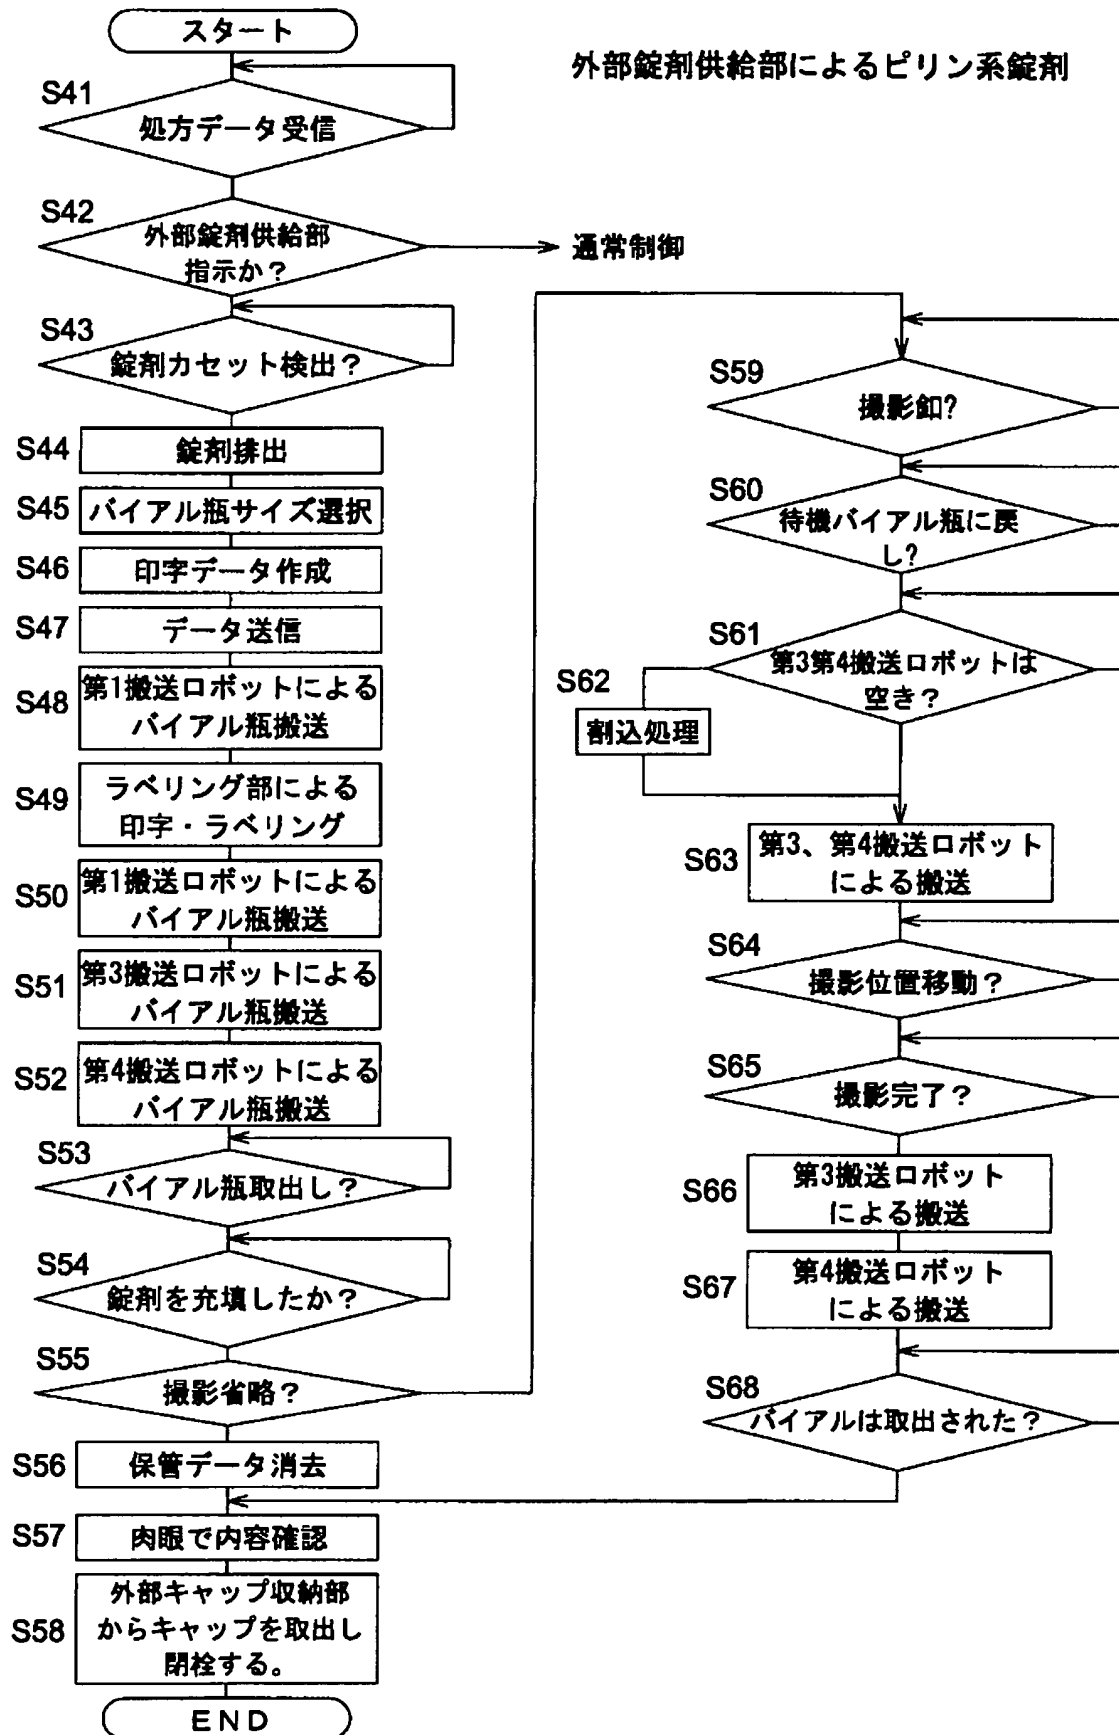 スタート
外部錠剤供給部によるピリン系錠剤
S41
処方データ受信
S42
外部錠剤供給部
指示か？
通常制御
S43
錠剤カセット検出？
S44
錠剤排出
S45
バイアル瓶サイズ選択
S46
印字データ作成
S47
データ送信
S48
第1搬送ロボットによる
バイアル瓶搬送
S49
ラベリング部による
印字・ラベリング
S50
第1搬送ロボットによる
バイアル瓶搬送
S51
第3搬送ロボットによる
バイアル瓶搬送
S52
第4搬送ロボットによる
バイアル瓶搬送
S53
バイアル瓶取出し？
S54
錠剤を充填したか？
S55
撮影省略？
S56
保管データ消去
S57
肉眼で内容確認
S58
外部キャップ収納部
からキャップを取出し
閉栓する。
END
S59
撮影釦?
S60
待機バイアル瓶に戻
し?
S61
第3第4搬送ロボットは
空き？
S62
割込処理
S63
第3、第4搬送ロボット
による搬送
S64
撮影位置移動？
S65
撮影完了？
S66
第3搬送ロボット
による搬送
S67
第4搬送ロボット
による搬送
S68
バイアルは取出された？